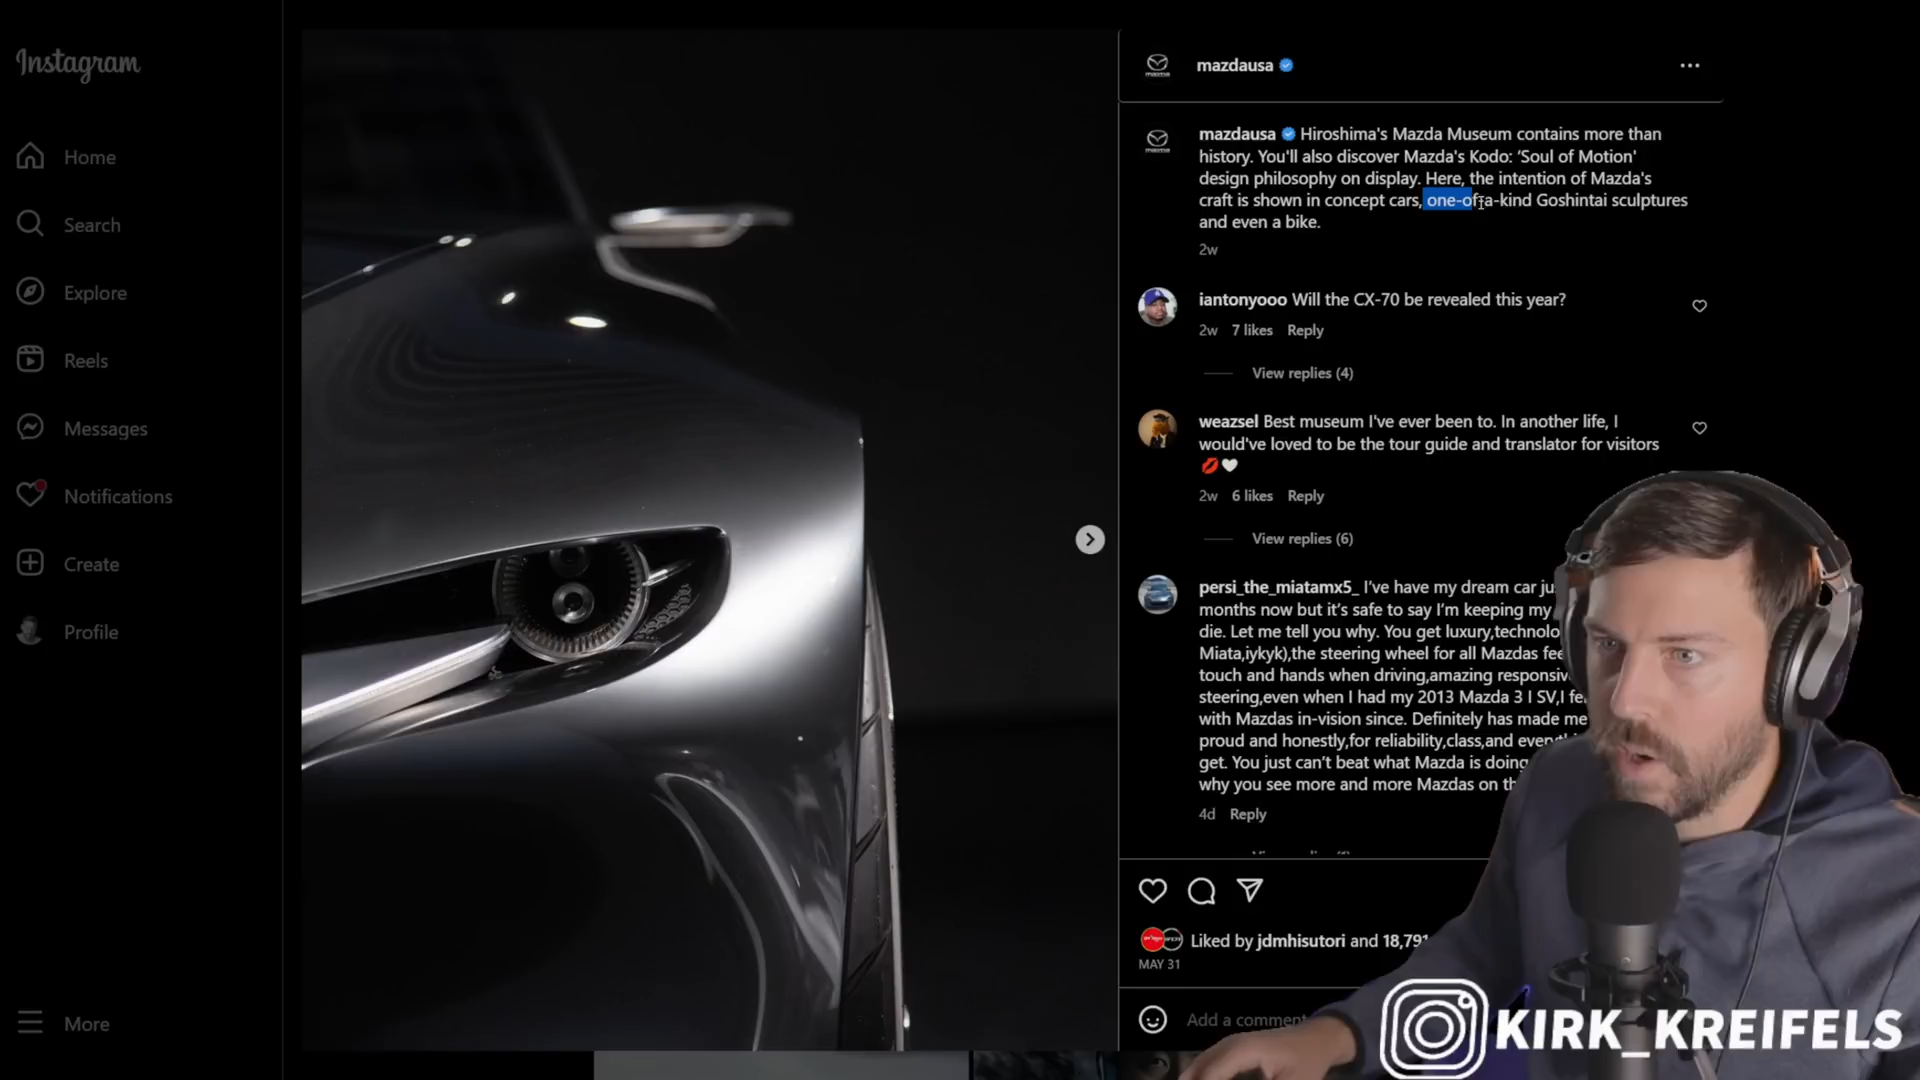 Instagram
Home
Search
Explore
Reels
Messages
Notifications
Create
Profile
More
mazdausa
mazdausa Hiroshima's Mazda Museum contains more than
history. You'll also discover Mazda's Kodo: ‘Soul of Motion'
design philosophy on display. Here, the intention of Mazda's
craft is shown in concept cars, one-of-a-kind Goshintai sculptures
and even a bike.
2w
iantonyooo Will the CX-70 be revealed this year?
2w 7 likes Reply
View replies (4)
weazsel Best museum I've ever been to. In another life, I
would've loved to be the tour guide and translator for visitors
2w 6 likes Reply
View replies (6)
persi_the_miatamx5_ I've have my dream car
months now but it's safe to say I'm keeping my
die. Let me tell you why. You get luxury,
Miata,iykyk),the steering wheel for all Mazdas
touch and hands when driving,amazing
steering,even when I had my 2013 Mazda 3 I SV,I
with Mazdas in-vision since. Definitely has made me
proud and honestly,for reliability,class,and
get. You just can't beat what Mazda is doing
why you see more and more Mazdas on
4d Reply
Liked by jdmhisutori and 18,791
MAY 31
Add a comment
KIRK_KREIFELS